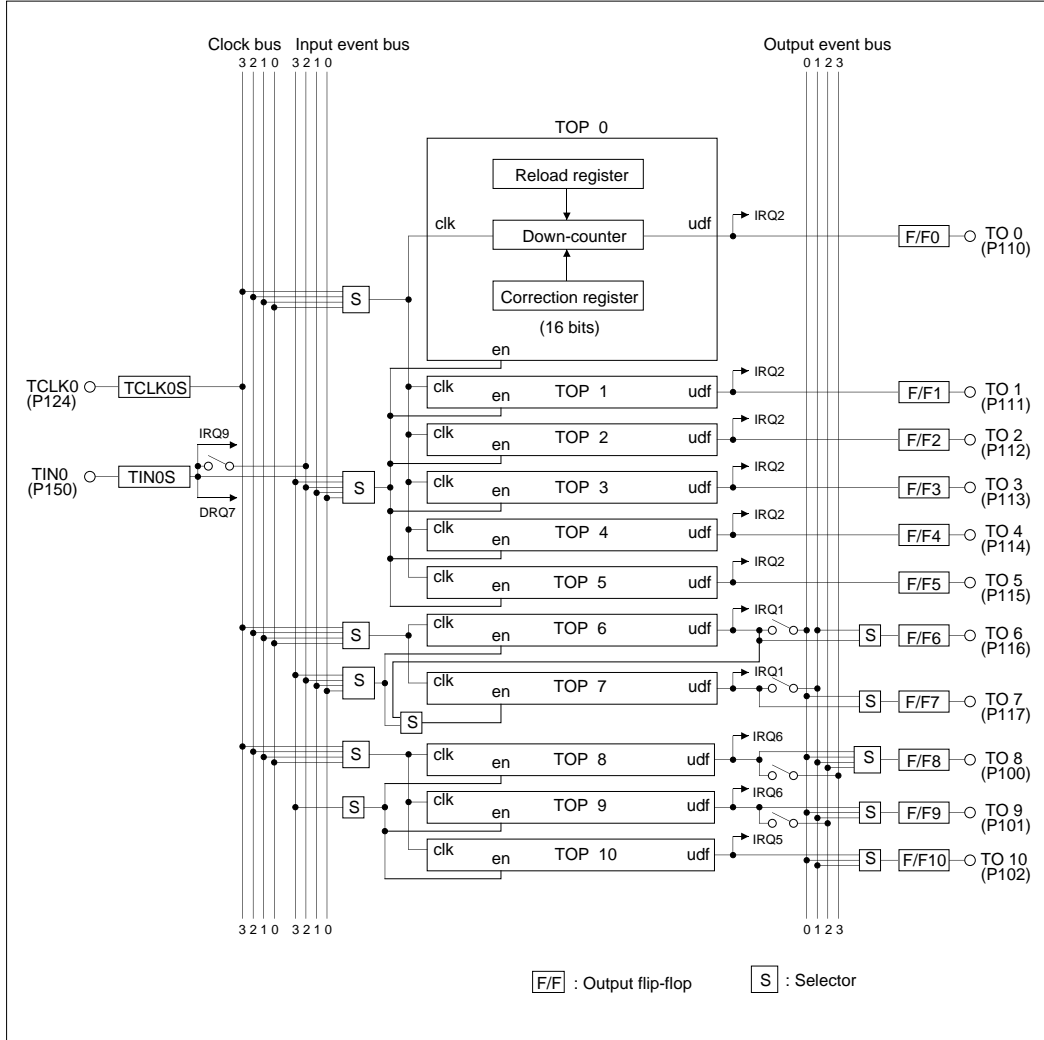 Clock bus Input event bus Output event bus
3 2 1 0 3 2 1 0 0 1 2 3
TOP 0
Reload register
clk Down-counter udf IRQ2 F/F0 TO 0
(P110)
S Correction register
(16 bits)
en
TCLK0 TCLK0S clk TOP 1 udf IRQ2 F/F1 TO 1
(P124) en (P111)
TOP 2 udf IRQ2 F/F2 TO 2
IRQ9 en (P112)
TIN0 TIN0S S TOP 3 udf IRQ2 F/F3 TO 3
(P150) en (P113)
DRQ7
clk TOP 4 udf IRQ2 F/F4 TO 4
en (P114)
clk TOP 5 udf IRQ2 F/F5 TO 5
en (P115)
S clk TOP 6 udf IRQ1 S F/F6 TO 6
en (P116)
S clk TOP 7 udf IRQ1 S F/F7 TO 7
S en (P117)
S clk TOP 8 udf IRQ6 S F/F8 TO 8
en (P100)
S clk TOP 9 udf IRQ6 S F/F9 TO 9
en (P101)
clk TOP 10 udf IRQ5 S F/F10 TO 10
en (P102)
3 2 1 0 3 2 1 0 0 1 2 3
F/F : Output flip-flop S : Selector